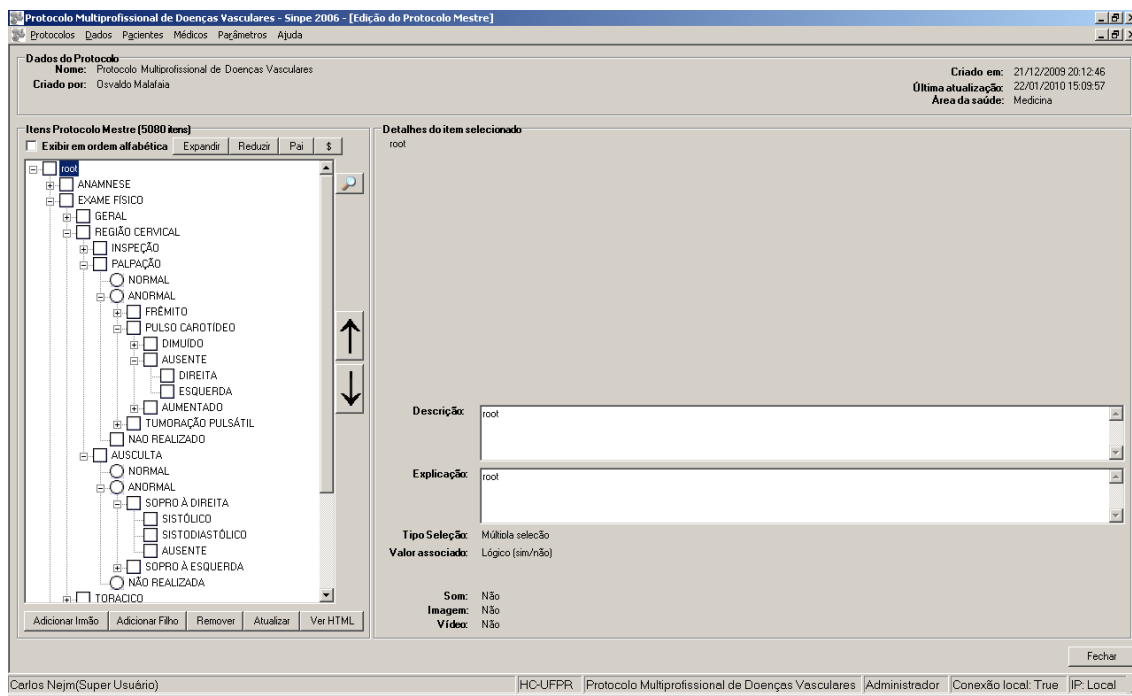 Protocolo Multiprofissional de Doenças Vasculares - Sinpe 2006 - [Edição do Protocolo Mestre]
Protocolos Dados Pacientes Médicos Parâmetros Ajuda
Dados do Protocolo
Nome: Protocolo Multiprofissional de Doencas Vasculares
Criado por: Osvaldo Malafaia
Criado em: 21/12/2009 20:12:46
Última atualização: 22/01/2010 15:09:57
Área da saúde: Medicina
Itens Protocolo Mestre (5080 itens)
Exibir em ordem alfabética Expandir Reduzir Pai $
root
ANAMNESE
EXAME FÍSICO
GERAL
REGIÃO CERVICAL
INSPEÇÃO
PALPAÇÃO
NORMAL
ANORMAL
FRÊMITO
PULSO CAROTÍDEO
DIMUÍDO
AUSENTE
DIREITA
ESQUERDA
AUMENTADO
TUMORAÇÃO PULSÁTIL
NAO REALIZADO
AUSCULTA
NORMAL
ANORMAL
SOPRO À DIREITA
SISTÓLICO
SISTODIASTÓLICO
AUSENTE
SOPRO À ESQUERDA
NÃO REALIZADA
TORACICO
Adicionar Irmão Adicionar Filho Remover Atualizar Ver HTML
Detalhes do item selecionado
root
Descrição: root
Explicação: root
Tipo Seleção: Múltipla selecão
Valor associado: Lógico (sim/não)
Som: Não
Imagem: Não
Vídeo: Não
Fechar
Carlos Nejm(Super Usuário) HC-UFPR Protocolo Multiprofissional de Doenças Vasculares Administrador Conexão local: True IP: Local